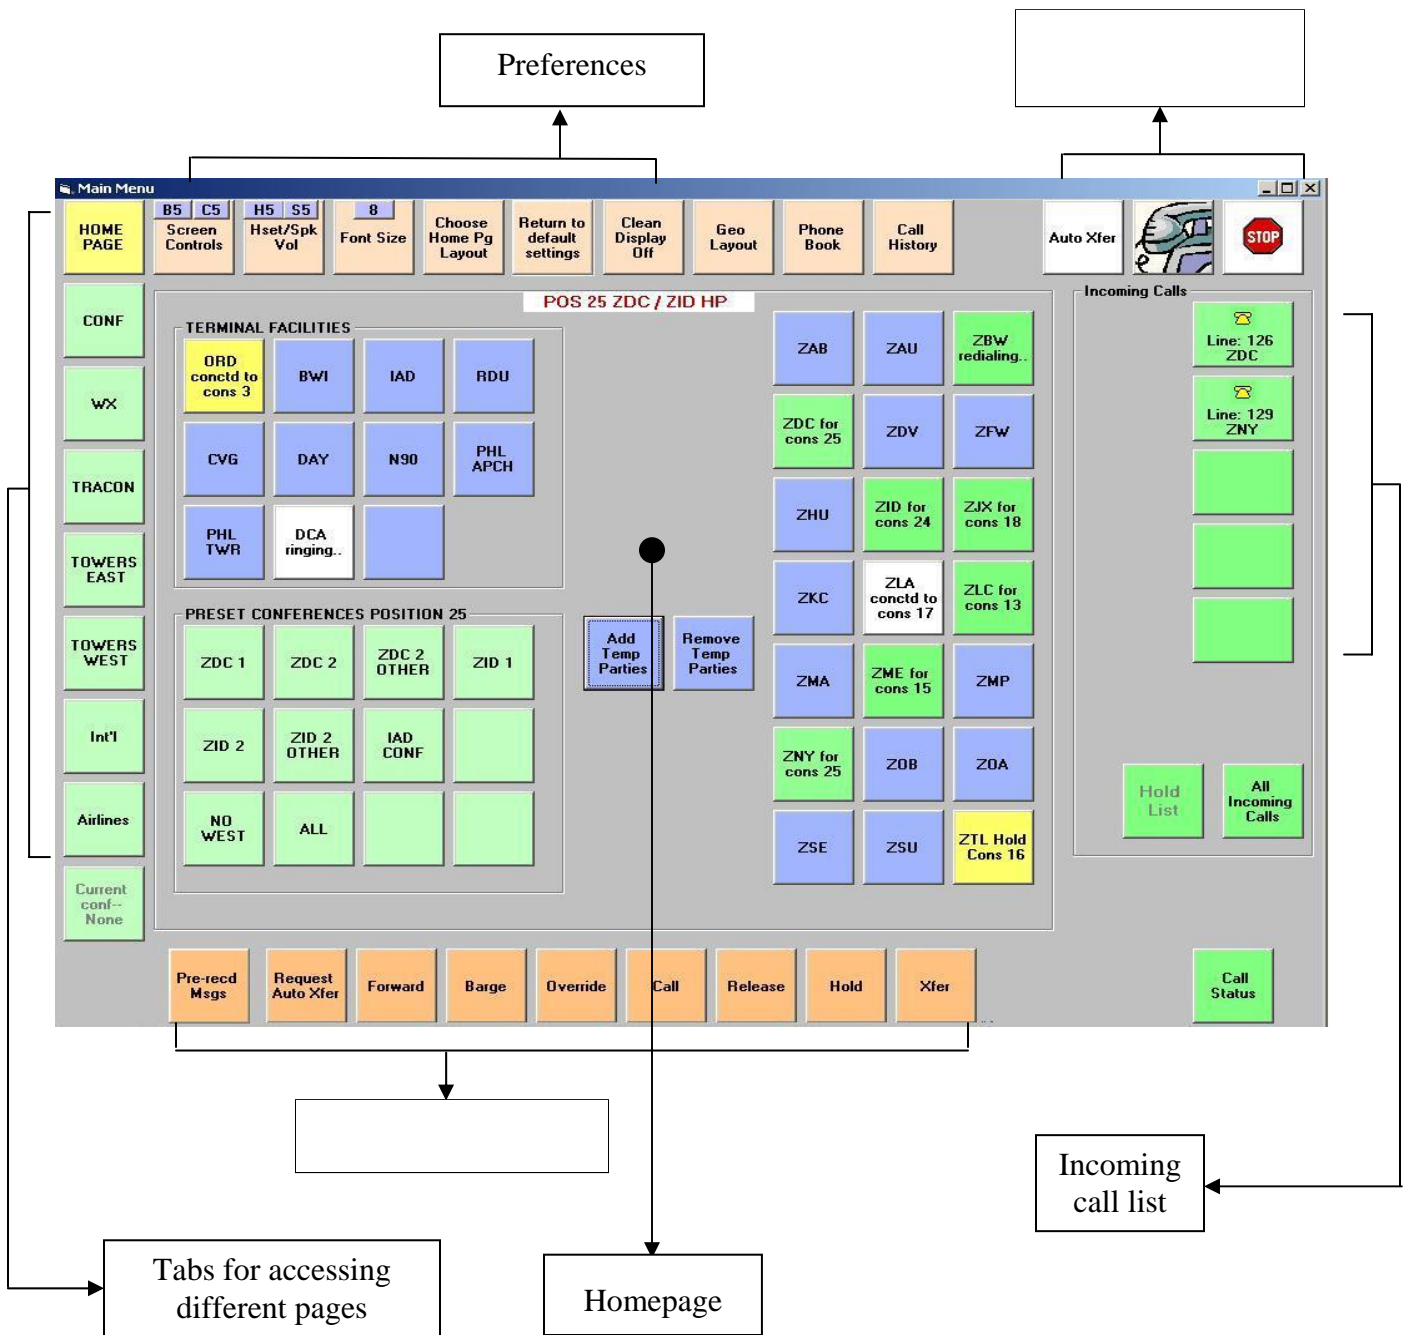 Preferences
Main Menu
HOME
PAGE
B5 C5
Screen
Controls
H5 S5
Hset/Spk
Vol
8
Font Size
Choose
Home Pg
Layout
Return to
default
settings
Clean
Display
Off
Geo
Layout
Phone
Book
Call
History
Auto Xfer
STOP
CONF
WX
TRACON
TOWERS
EAST
TOWERS
WEST
Int'l
Airlines
Current
conf--
None
POS 25 ZDC / ZID HP
TERMINAL FACILITIES
ORD
conctd to
cons 3
BWI
IAD
RDU
CVG
DAY
N90
PHL
APCH
PHL
TWR
DCA
ringing..
PRESET CONFERENCES POSITION 25
ZDC 1
ZDC 2
ZDC 2
OTHER
ZID 1
ZID 2
ZID 2
OTHER
IAD
CONF
NO
WEST
ALL
Add
Temp
Parties
Remove
Temp
Parties
ZAB
ZAU
ZBW
redialing..
ZDC for
cons 25
ZDV
ZFW
ZHU
ZID for
cons 24
ZJX for
cons 18
ZKC
ZLA
conctd to
cons 17
ZLC for
cons 13
ZMA
ZME for
cons 15
ZMP
ZNY for
cons 25
ZOB
ZOA
ZSE
ZSU
ZTL Hold
Cons 16
Incoming Calls
Line: 126
ZDC
Line: 129
ZNY
Hold
List
All
Incoming
Calls
Pre-recd
Msgs
Request
Auto Xfer
Forward
Barge
Override
Call
Release
Hold
Xfer
Call
Status
Incoming
call list
Tabs for accessing
different pages
Homepage